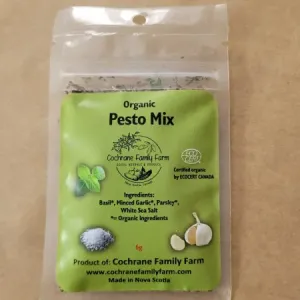 Organic
Pesto Mix
Cochrane Family Farm
Certified organic
by ECOCERT CANADA
Ingredients:
Basil*, Minced Garlic*, Parsley*,
White Sea Salt
*= Organic Ingredients
Product of: Cochrane Family Farm
www.cochranefamilyfarm.com
Made in Nova Scotia